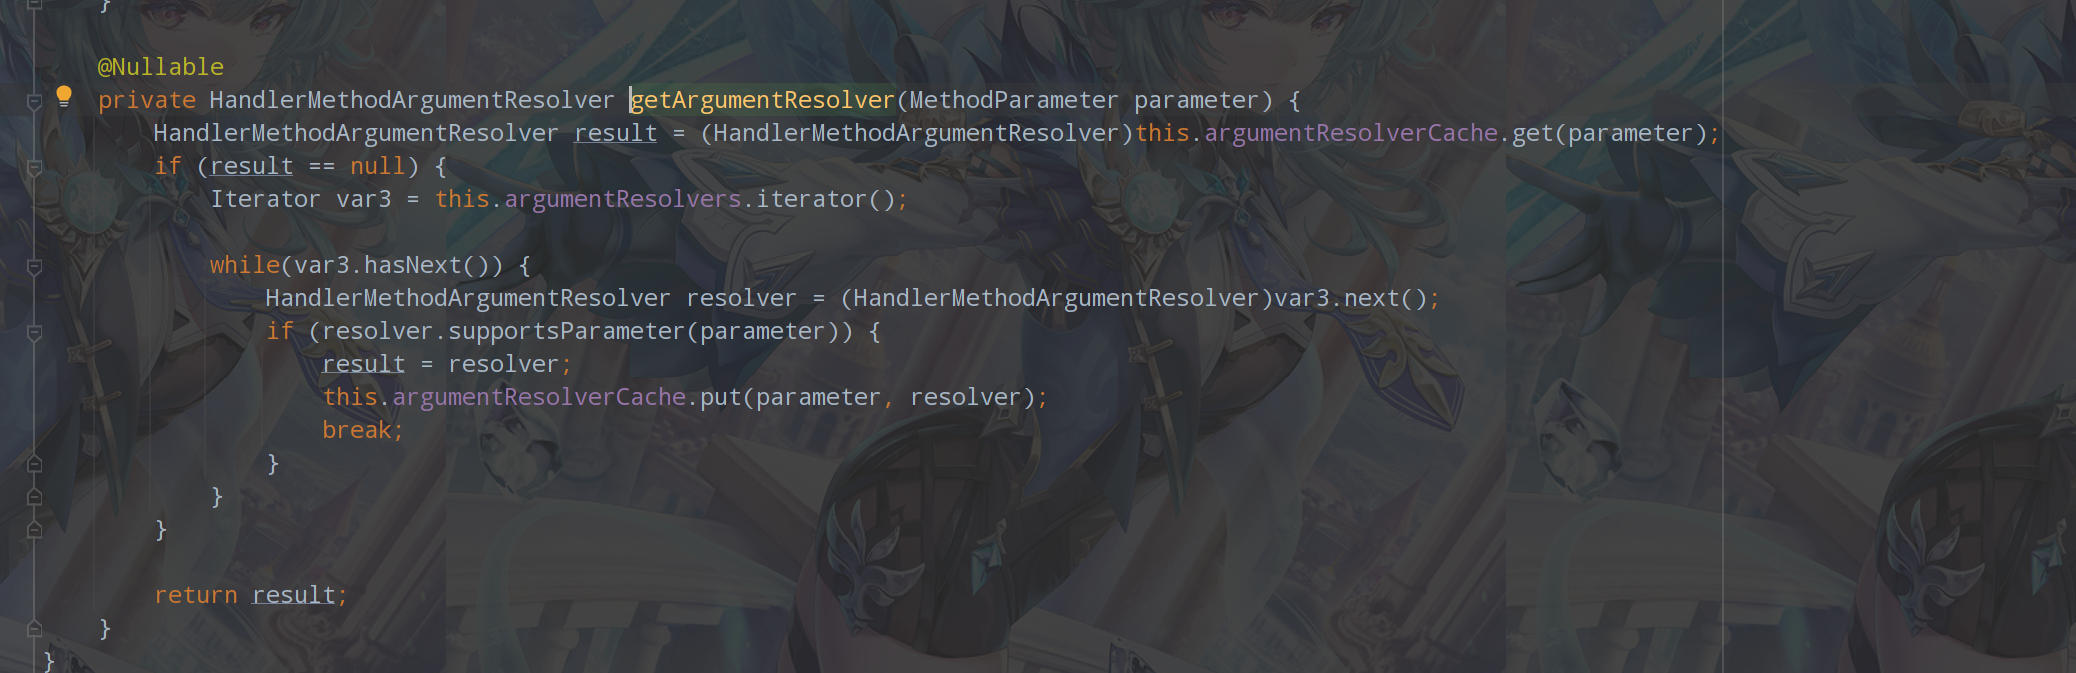 }
@Nullable
private HandlerMethodArgumentResolver getArgumentResolver(MethodParameter parameter) {
HandlerMethodArgumentResolver result = (HandlerMethodArgumentResolver)this.argumentResolverCache.get(parameter);
if (result == null) {
Iterator var3 = this.argumentResolvers.iterator();
while(var3.hasNext()) {
HandlerMethodArgumentResolver resolver = (HandlerMethodArgumentResolver)var3.next();
if (resolver.supportsParameter(parameter)) {
result = resolver;
this.argumentResolverCache.put(parameter, resolver);
break;
}
}
}
return result;
}
}